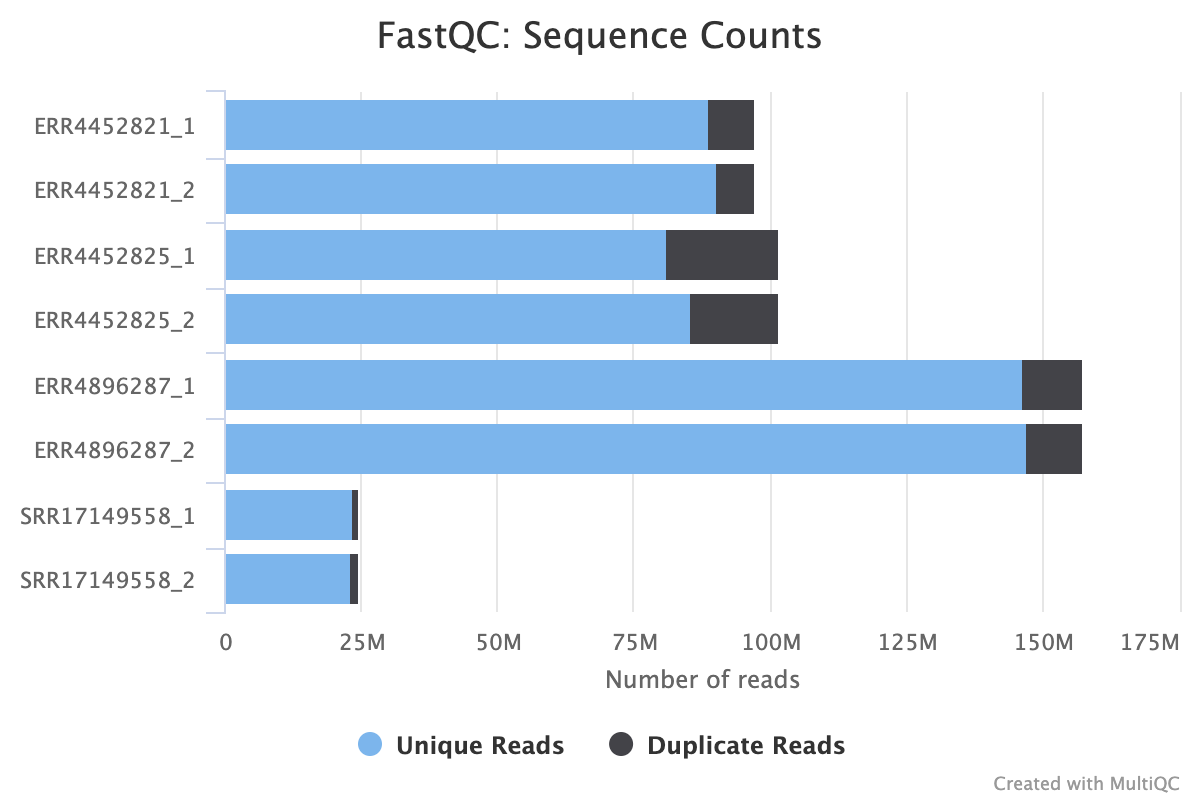 FastQC: Sequence Counts
ERR4452821_1
ERR4452821_2
ERR4452825_1
ERR4452825_2
ERR4896287_1
ERR4896287_2
SRR17149558_1
SRR17149558_2
0 25M 50M 75M 100M 125M 150M 175M
Number of reads
Unique Reads Duplicate Reads
Created with MultiQC